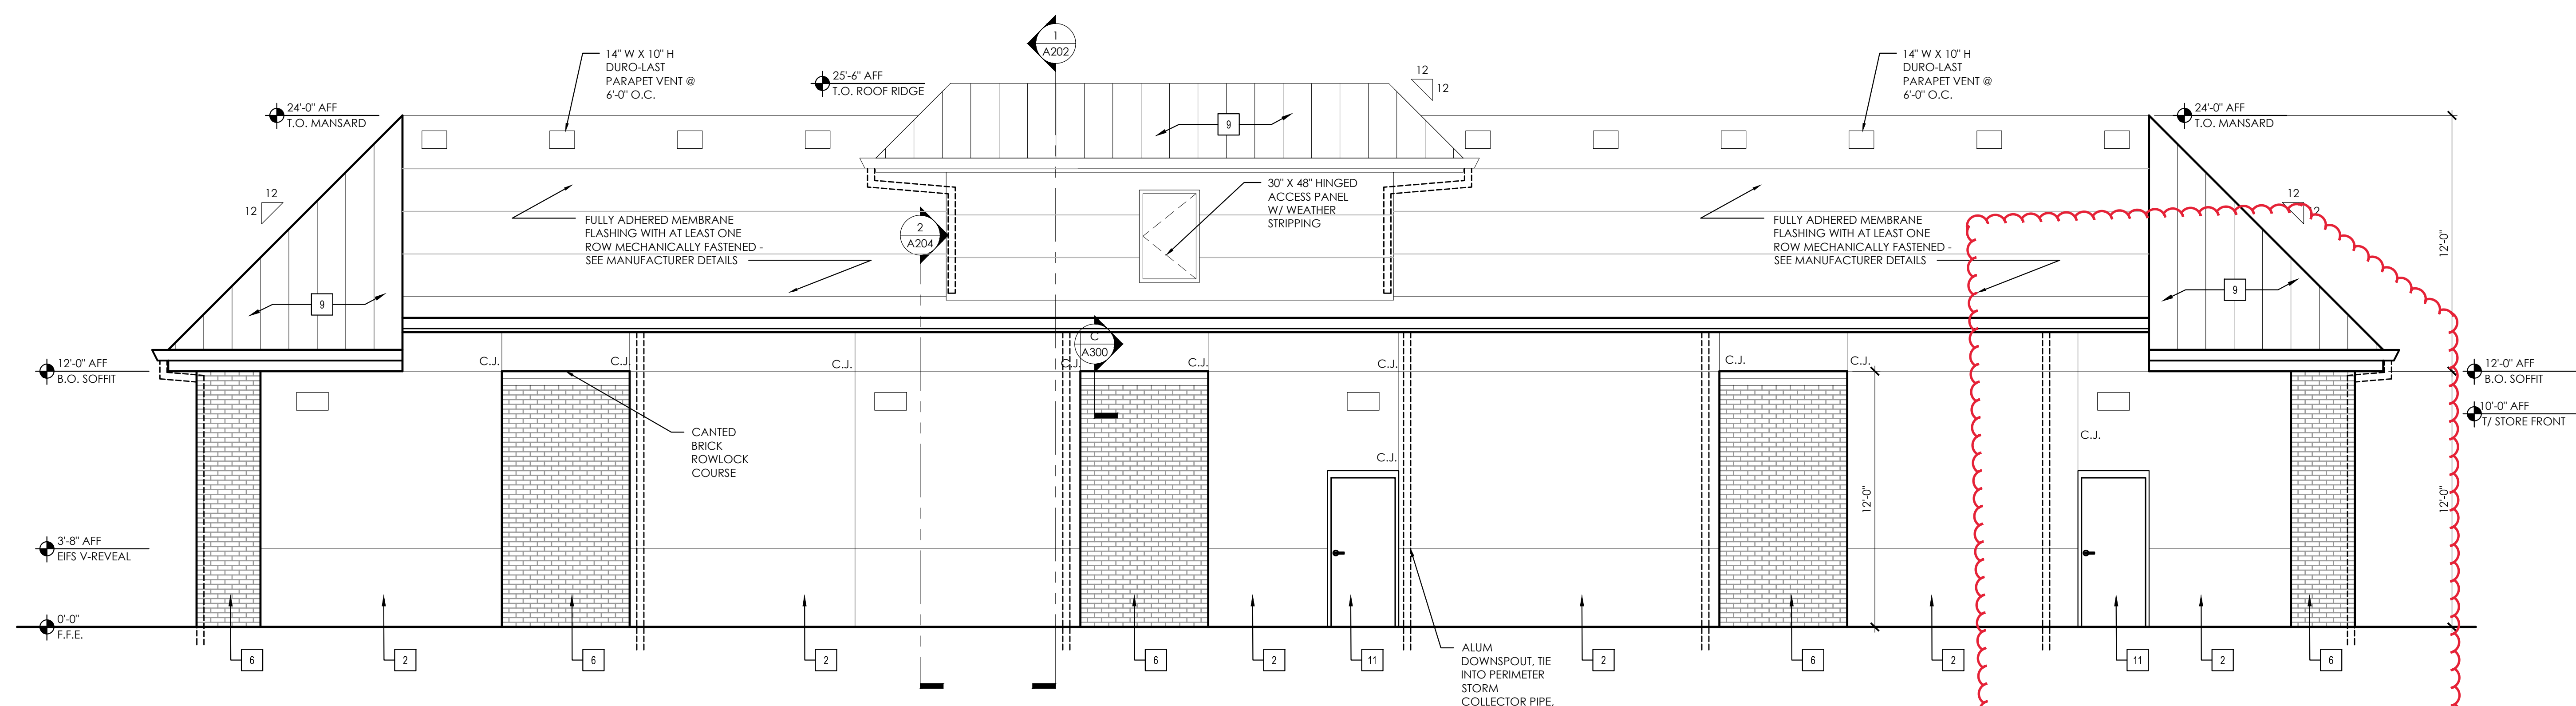 1
A202
14" W X 10" H
DURO-LAST
PARAPET VENT @
6'-0" O.C.
14" W X 10" H
DURO-LAST
PARAPET VENT @
6'-0" O.C.
25'-6" AFF
T.O. ROOF RIDGE
12
12
24'-0" AFF
T.O. MANSARD
24'-0" AFF
T.O. MANSARD
9
12
12
30" X 48" HINGED
ACCESS PANEL
W/ WEATHER
STRIPPING
12
12
FULLY ADHERED MEMBRANE
FLASHING WITH AT LEAST ONE
ROW MECHANICALLY FASTENED -
SEE MANUFACTURER DETAILS
2
A204
FULLY ADHERED MEMBRANE
FLASHING WITH AT LEAST ONE
ROW MECHANICALLY FASTENED -
SEE MANUFACTURER DETAILS
12'-0"
9
9
C
A300
12'-0" AFF
B.O. SOFFIT
C.J.
C.J.
C.J.
C.J.
C.J.
C.J.
C.J.
C.J.
12'-0" AFF
B.O. SOFFIT
10'-0" AFF
T/ STORE FRONT
CANTED
BRICK
ROWLOCK
COURSE
C.J.
C.J.
12'-0"
12'-0"
3'-8" AFF
EIFS V-REVEAL
0'-0"
F.F.E.
6
2
6
2
6
2
11
2
6
2
11
2
6
ALUM
DOWNSPOUT, TIE
INTO PERIMETER
STORM
COLLECTOR PIPE.